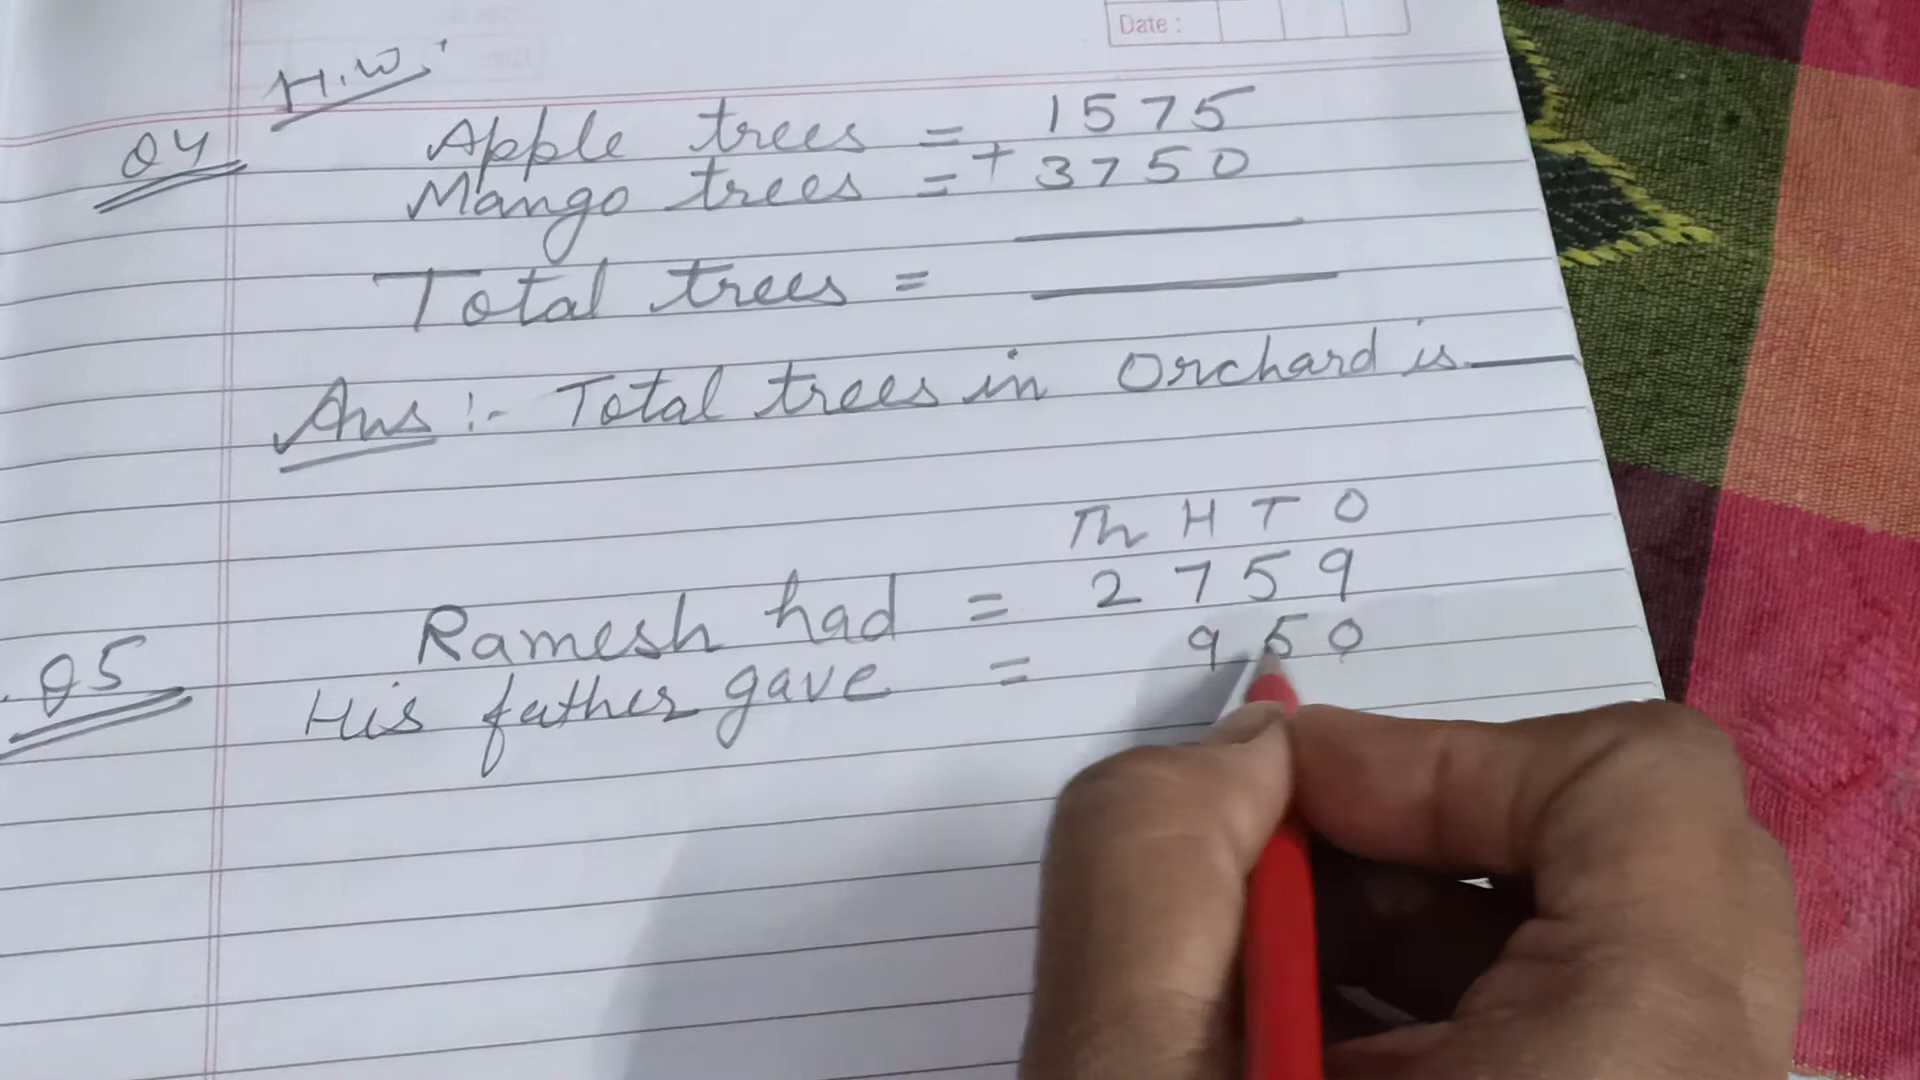 Date :
H.W.
Q4 Apple trees = 1575
Mango trees = + 3750
Total trees =
Ans :- Total trees in Orchard is
Th H T O
Q5 Ramesh had = 2759
His father gave = 950